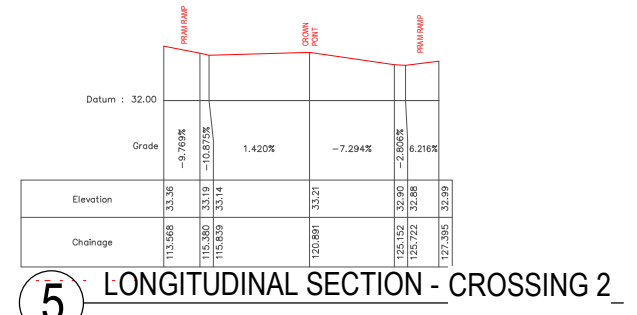 PRAM RAMP
CROWN
POINT
PRAM RAMP
Datum : 32.00
Grade
-9.769%
-10.875%
1.420%
-7.294%
-2.806%
6.216%
Elevation
33.36
33.19
33.14
33.21
32.90
32.88
32.99
Chainage
113.568
115.380
115.839
120.891
125.152
125.722
127.395
5
LONGITUDINAL SECTION - CROSSING 2